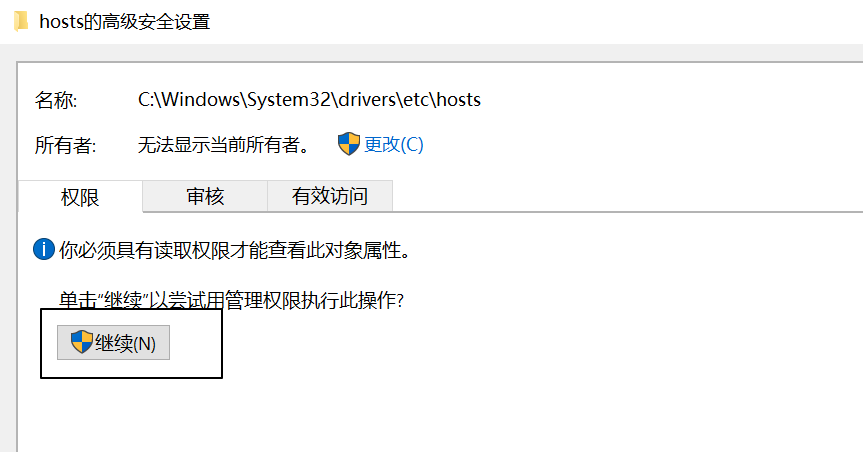 hosts的高级安全设置
名称: C:\Windows\System32\drivers\etc\hosts
所有者: 无法显示当前所有者。 更改(C)
权限 审核 有效访问
你必须具有读取权限才能查看此对象属性。
单击“继续”以尝试用管理权限执行此操作?
继续(N)